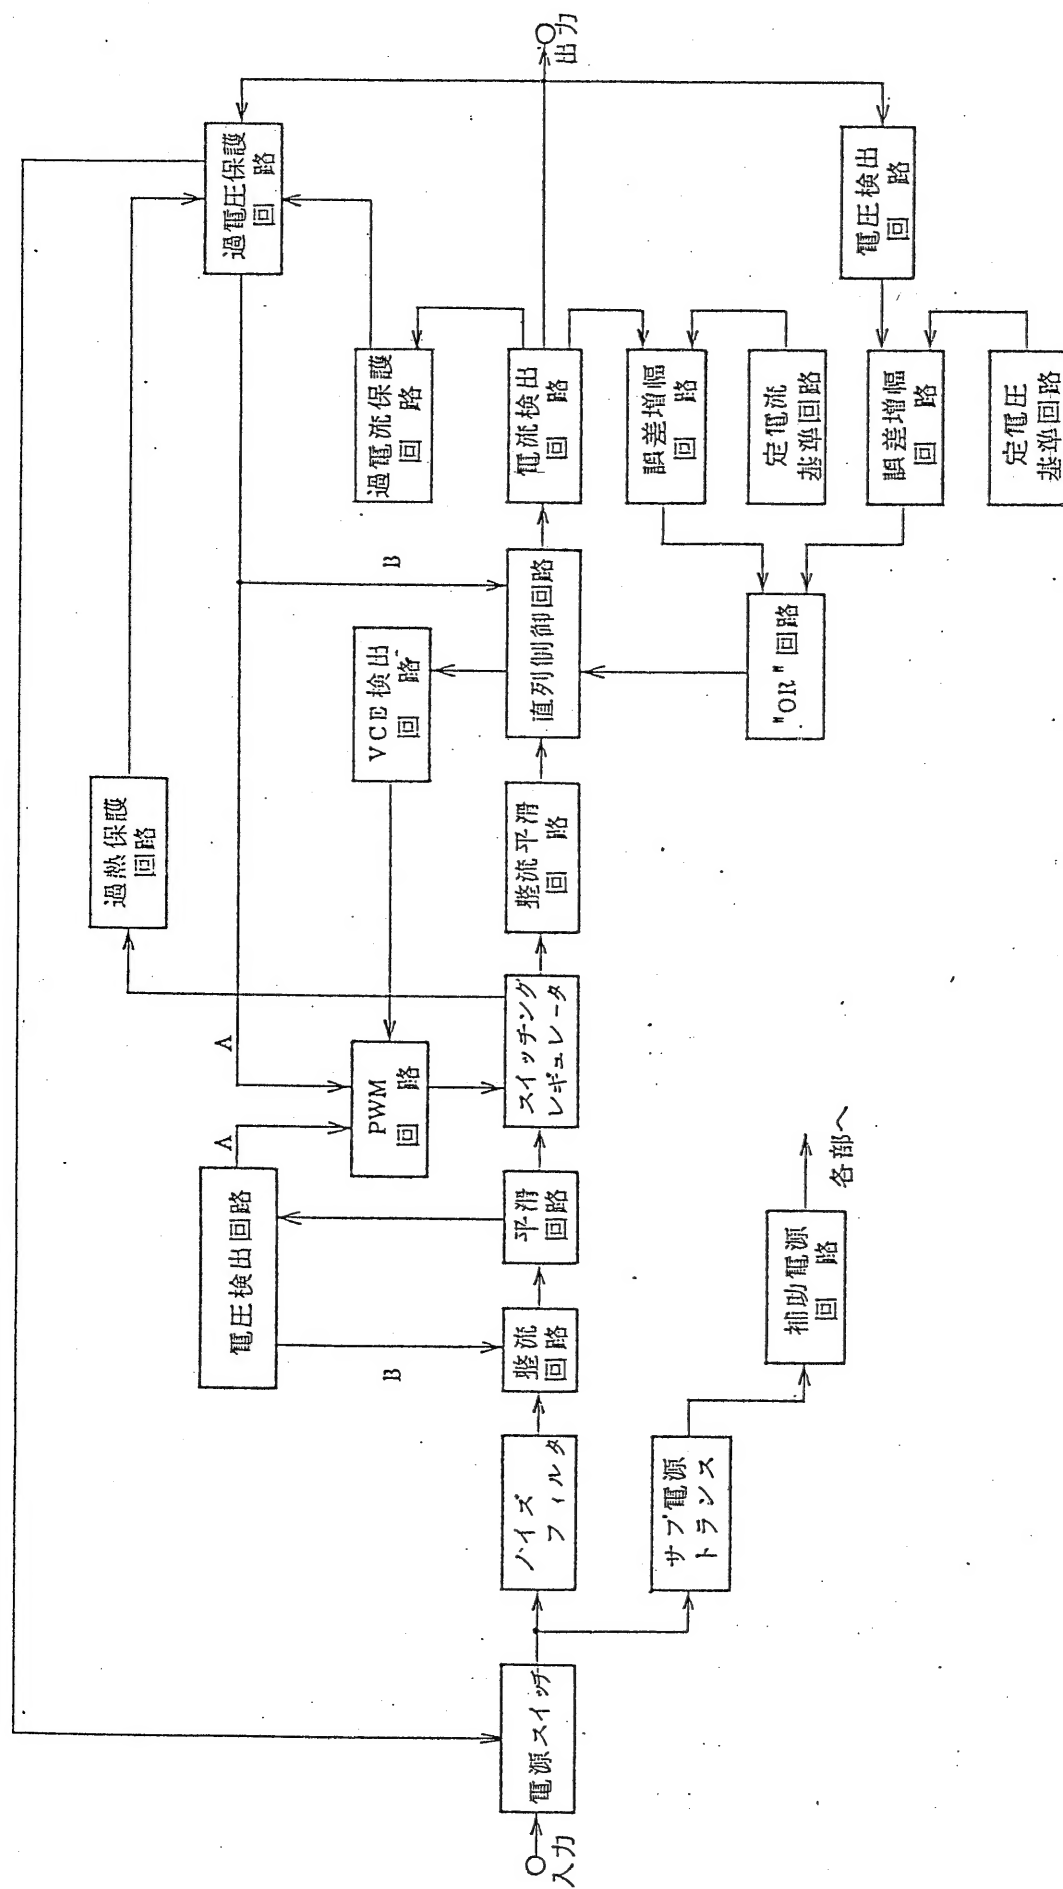 入力
電源スイッチ
ノイズ
フィルタ
整流
回路
平滑
回路
スイッチング
レギュレータ
整流平滑
回路
直列制御回路
電流検出
回路
出力
電圧検出回路
A
B
PWM
回路
A
VCE検出
回路
B
過熱保護
回路
過電圧保護
回路
過電流保護
回路
サブ電源
トランス
補助電源
回路
各部へ
"OR"回路
誤差増幅
回路
定電流
基準回路
電圧検出
回路
誤差増幅
回路
定電圧
基準回路